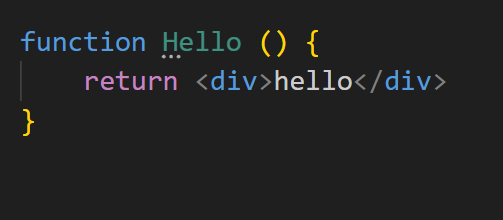 function Hello () {
    return <div>hello</div>
}